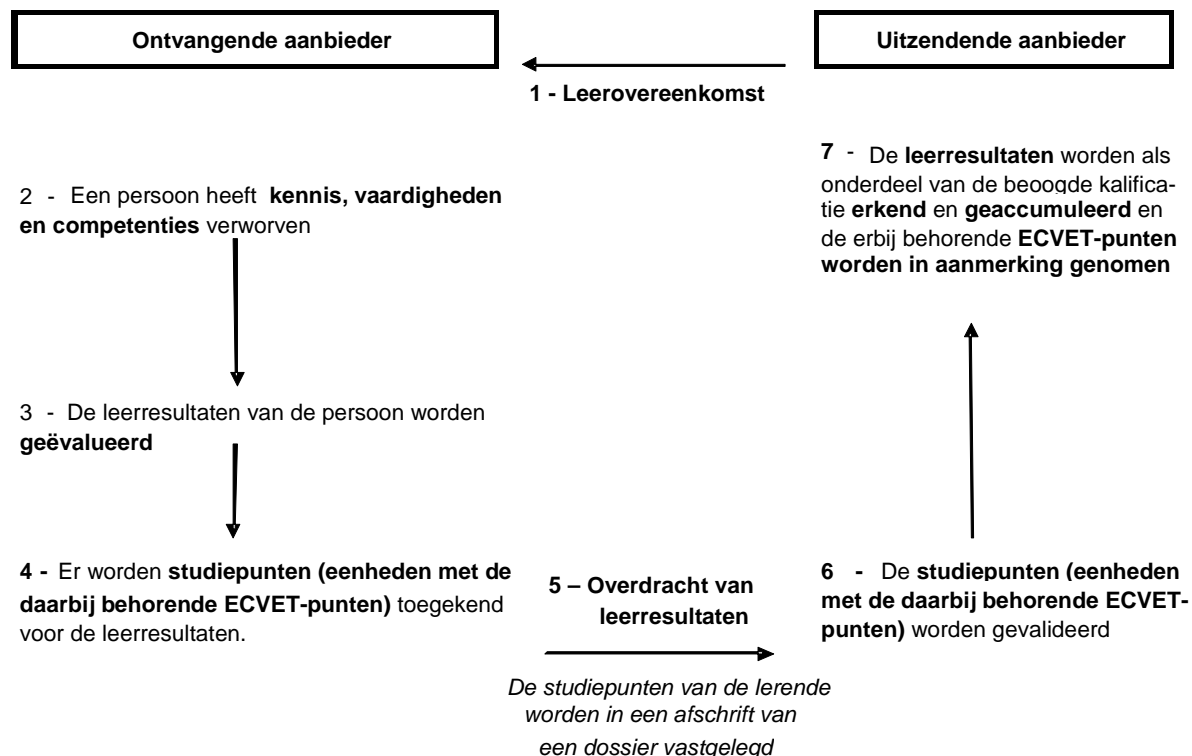 Ontvangende aanbieder
Uitzendende aanbieder
1 - Leerovereenkomst
2 - Een persoon heeft kennis, vaardigheden
en competenties verworven
3 - De leerresultaten van de persoon worden
geëvalueerd
4 - Er worden studiepunten (eenheden met de
daarbij behorende ECVET-punten) toegekend
voor de leerresultaten.
5 – Overdracht van
leerresultaten
De studiepunten van de lerende
worden in een afschrift van
een dossier vastgelegd
6 - De studiepunten (eenheden
met de daarbij behorende ECVET-
punten) worden gevalideerd
7 - De leerresultaten worden als
onderdeel van de beoogde kalifica-
tie erkend en geaccumuleerd en
de erbij behorende ECVET-punten
worden in aanmerking genomen